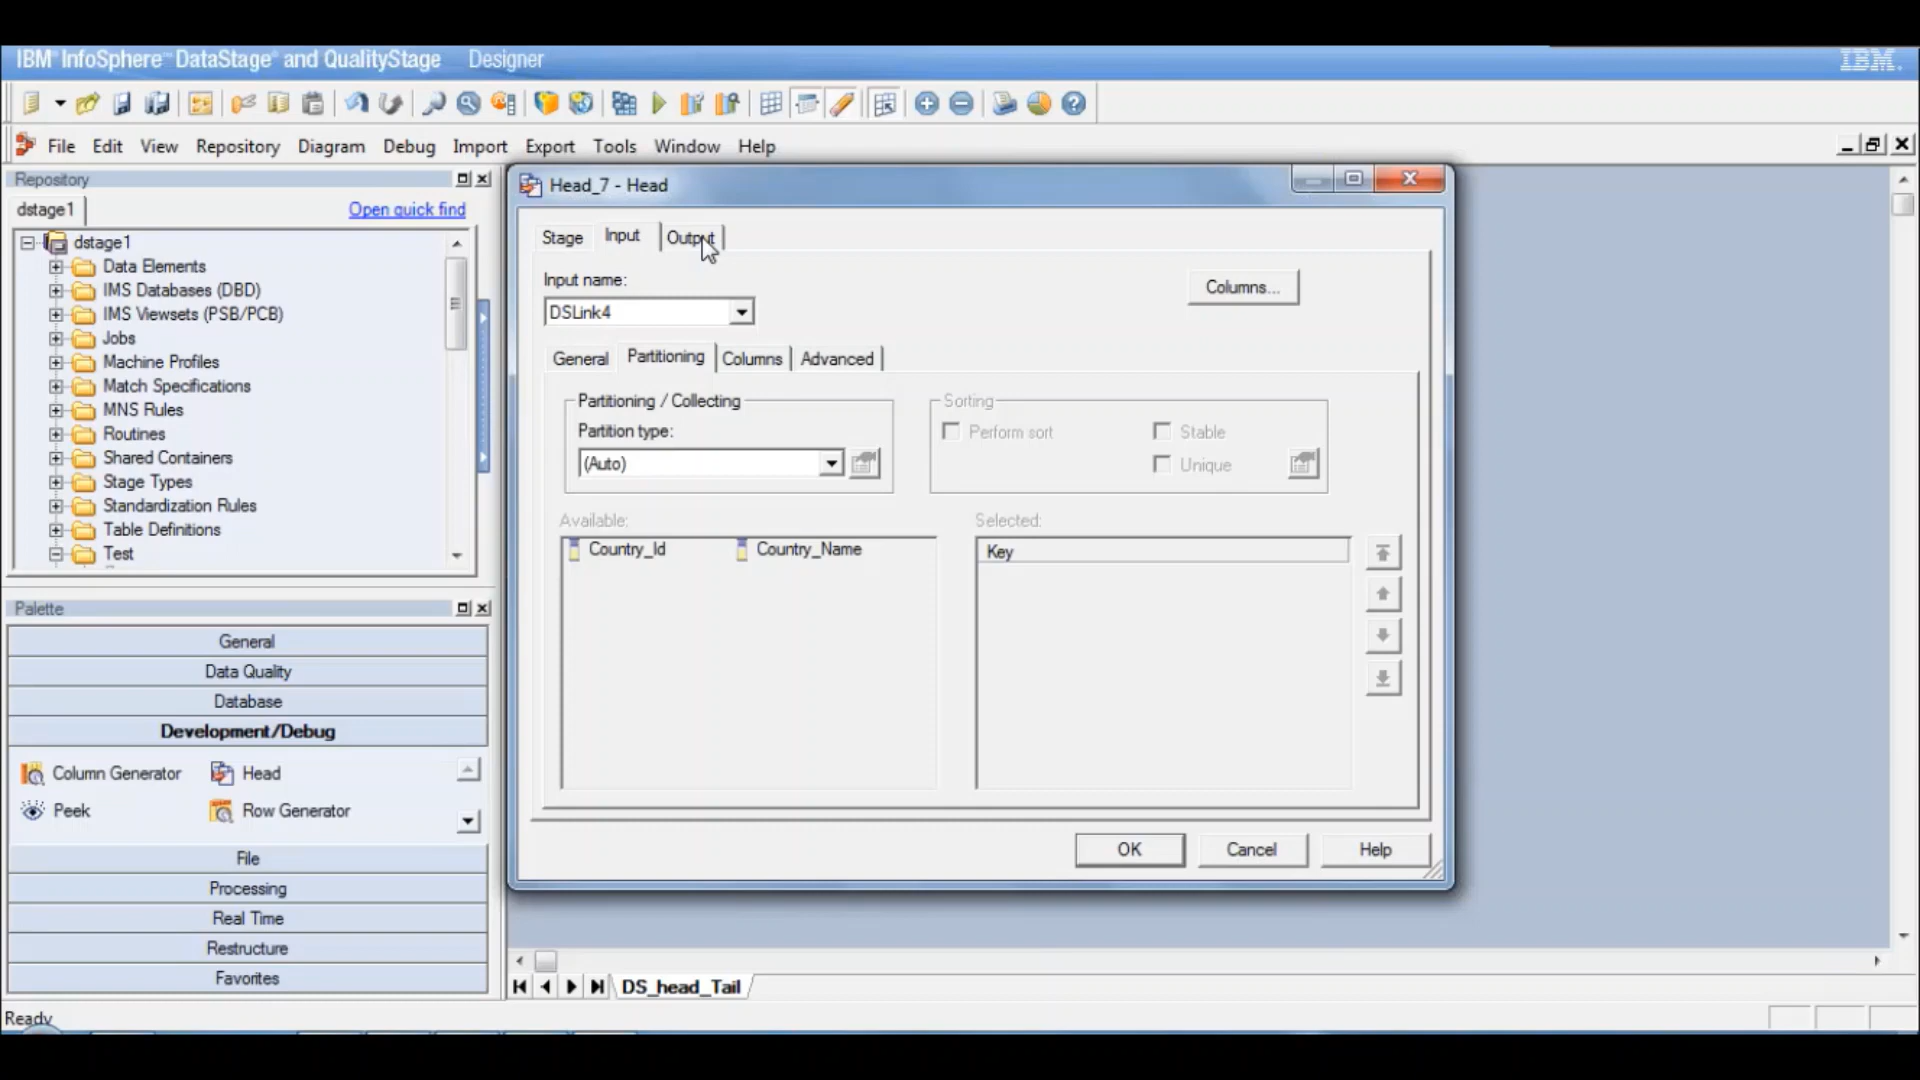 IBM InfoSphere DataStage and QualityStage Designer IBM.
File Edit View Repository Diagram Debug Import Export Tools Window Help
Repository
dstage1 Open quick find
dstage1
Data Elements
IMS Databases (DBD)
IMS Viewsets (PSB/PCB)
Jobs
Machine Profiles
Match Specifications
MNS Rules
Routines
Shared Containers
Stage Types
Standardization Rules
Table Definitions
Test
Palette
General
Data Quality
Database
Development/Debug
Column Generator Head
Peek Row Generator
File
Processing
Real Time
Restructure
Favorites
Head_7 - Head
Stage Input Output
Input name:
DSLink4 Columns...
General Partitioning Columns Advanced
Partitioning / Collecting Sorting
Partition type: Perform sort Stable
(Auto) Unique
Available: Selected:
Country_Id Country_Name Key
OK Cancel Help
DS_head_Tail
Ready